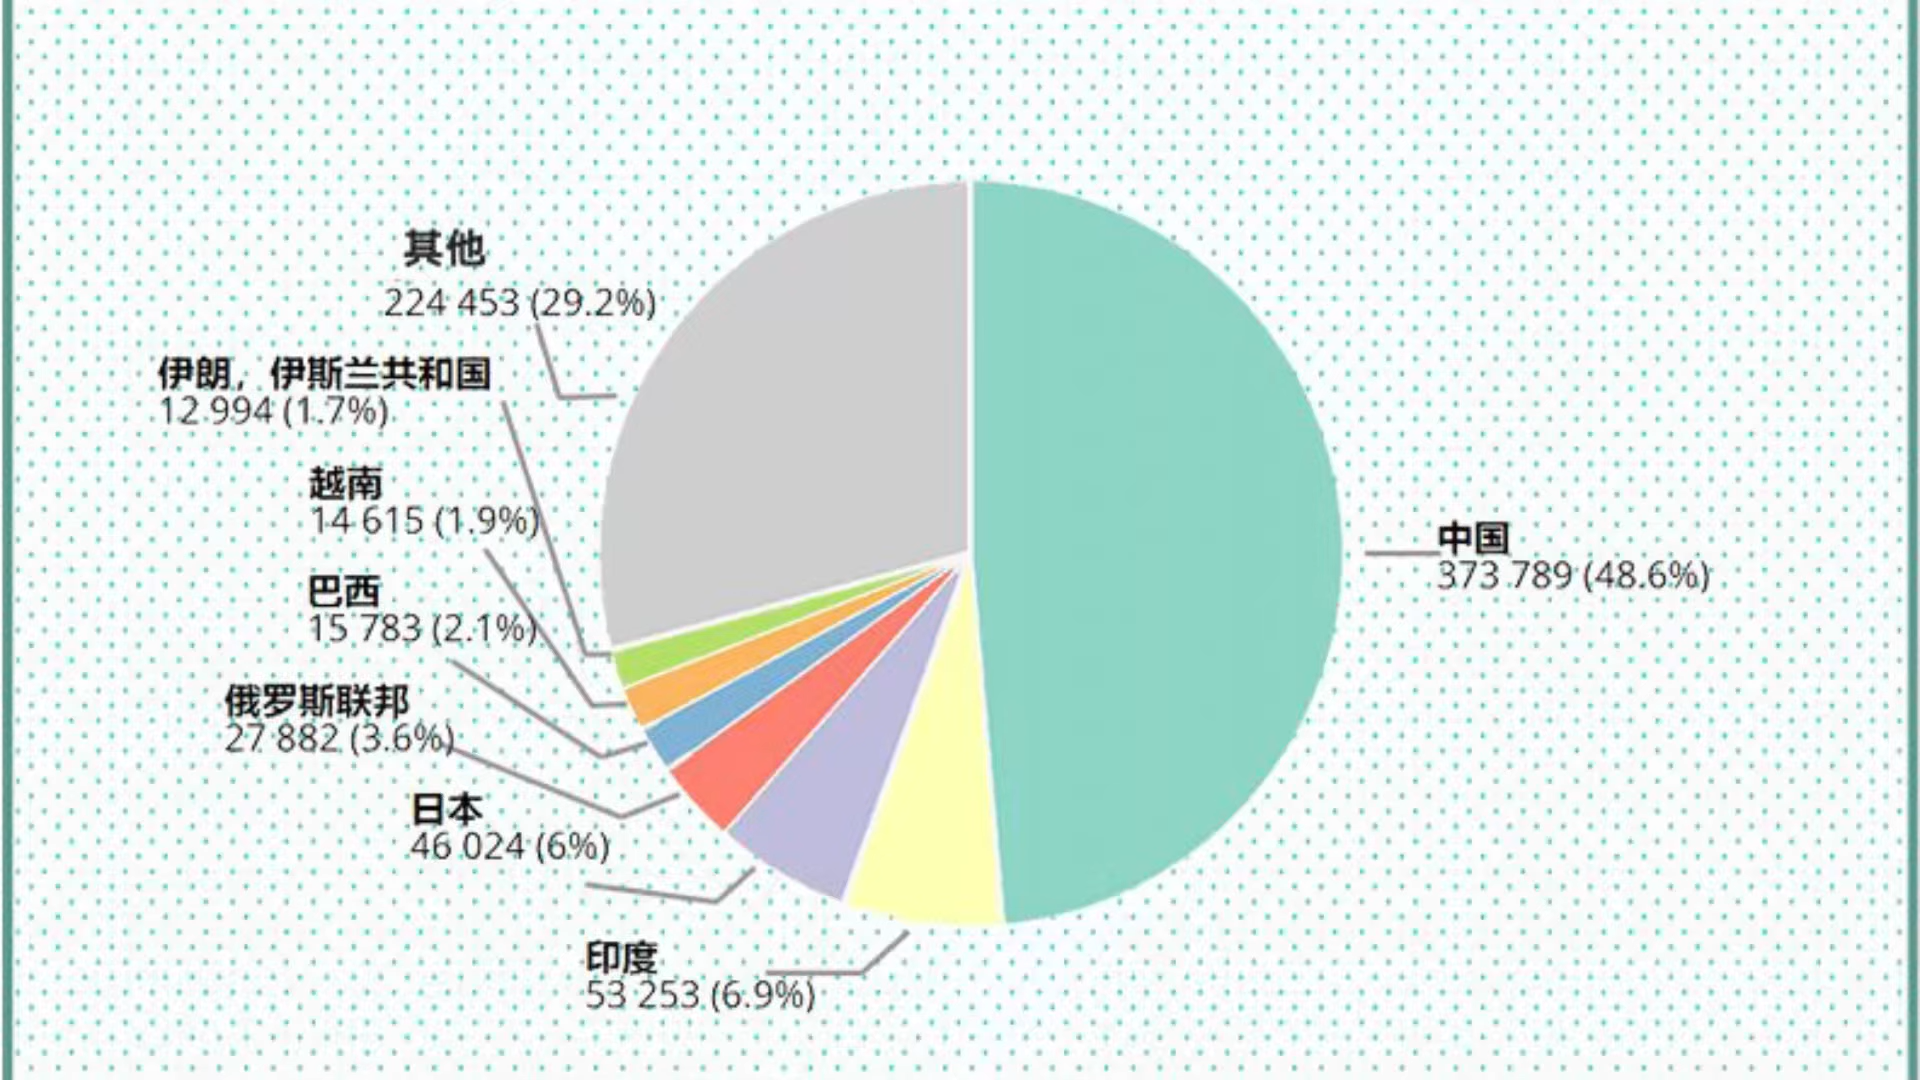 其他
224 453 (29.2%)
伊朗，伊斯兰共和国
12 994 (1.7%)
越南
14 615 (1.9%)
巴西
15 783 (2.1%)
俄罗斯联邦
27 882 (3.6%)
日本
46 024 (6%)
印度
53 253 (6.9%)
中国
373 789 (48.6%)